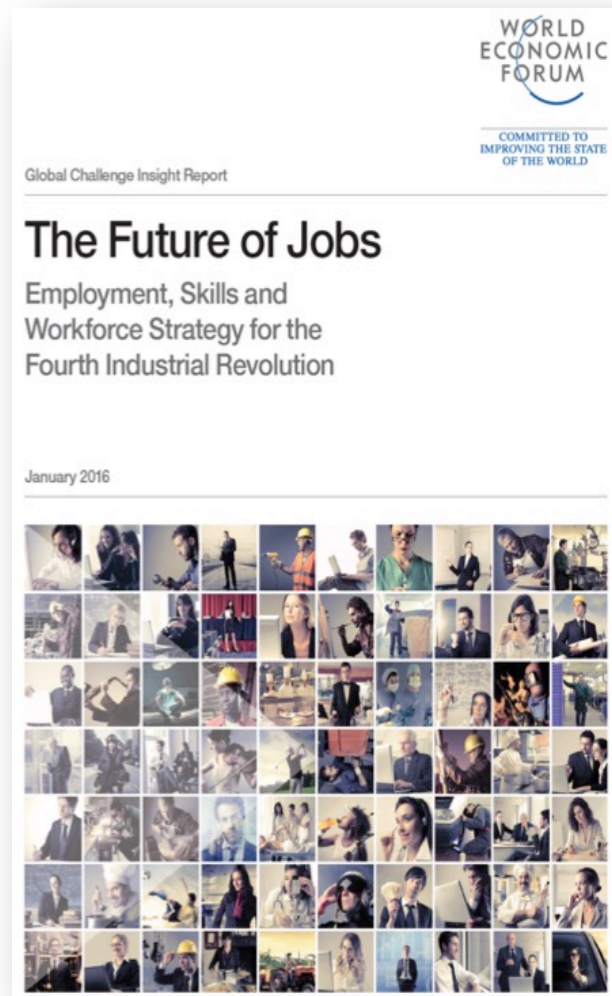 WORLD
ECONOMIC
FORUM
COMMITTED TO
IMPROVING THE STATE
OF THE WORLD
Global Challenge Insight Report
The Future of Jobs
Employment, Skills and
Workforce Strategy for the
Fourth Industrial Revolution
January 2016